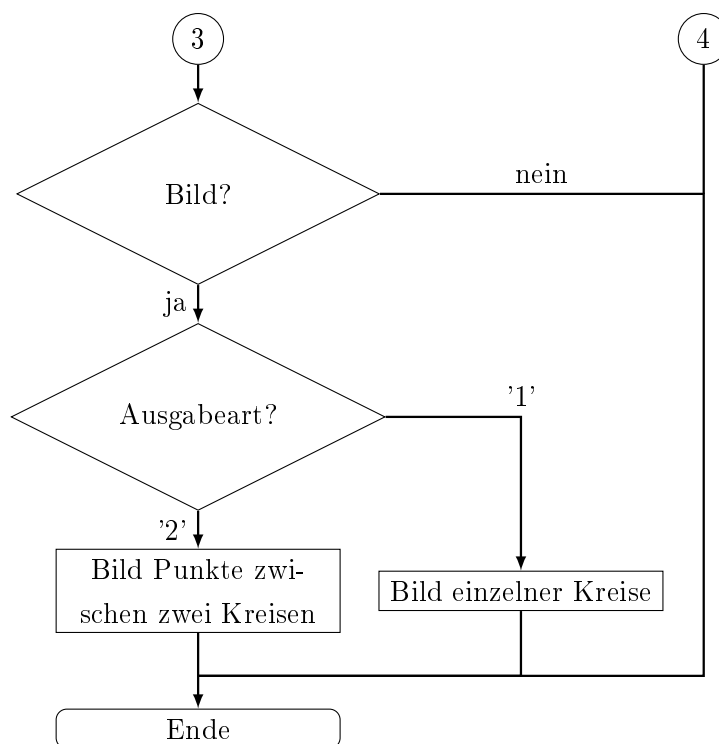 3
4
Bild?
nein
ja
Ausgabeart?
'1'
'2'
Bild Punkte zwi-
schen zwei Kreisen
Bild einzelner Kreise
Ende